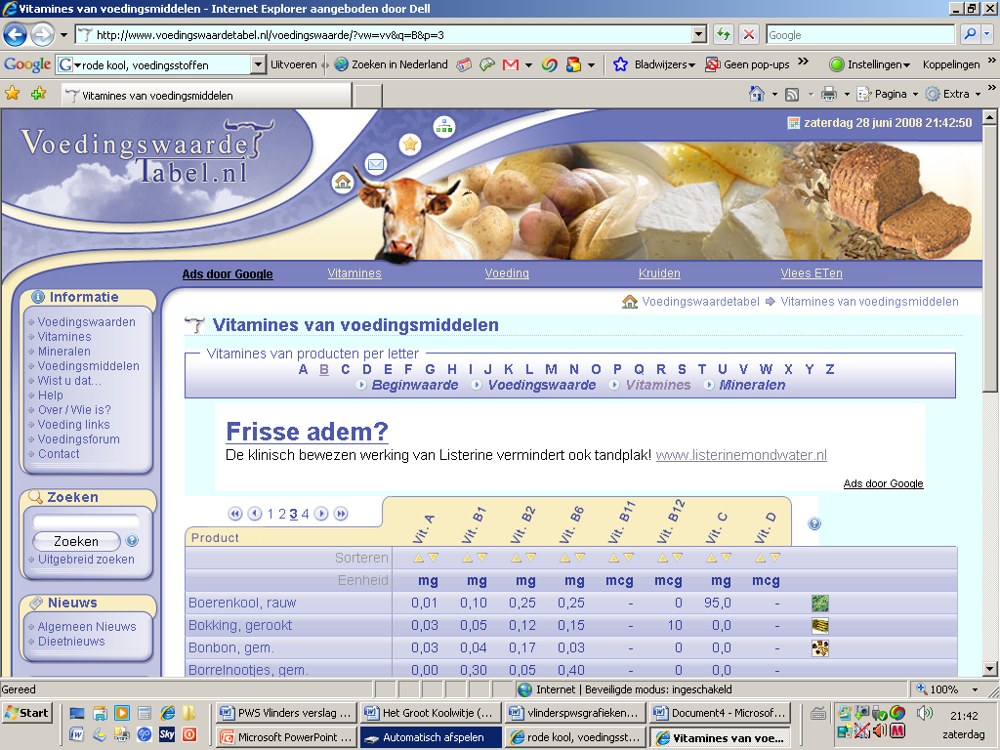 Vitamines van voedingsmiddelen - Internet Explorer aangeboden door Dell
http://www.voedingswaardetabel.nl/voedingswaarde/?vw=vv&q=B&p=3
Google
Google rode kool, voedingsstoffen Uitvoeren Zoeken in Nederland Bladwijzers Geen pop-ups Instellingen Koppelingen
Vitamines van voedingsmiddelen Pagina Extra
zaterdag 28 juni 2008 21:42:50
Voedingswaarde
Tabel.nl
Ads door Google Vitamines Voeding Kruiden Vlees ETen
Informatie
Voedingswaarden
Vitamines
Mineralen
Voedingsmiddelen
Wist u dat...
Help
Over / Wie is?
Voeding links
Voedingsforum
Contact
Zoeken
Zoeken
Uitgebreid zoeken
Nieuws
Algemeen Nieuws
Dieetnieuws
Voedingswaardetabel Vitamines van voedingsmiddelen
Vitamines van voedingsmiddelen
Vitamines van producten per letter
A B C D E F G H I J K L M N O P Q R S T U V W X Y Z
Beginwaarde Voedingswaarde Vitamines Mineralen
Frisse adem?
De klinisch bewezen werking van Listerine vermindert ook tandplak! www.listerinemondwater.nl
Ads door Google
1 2 3 4
Product Vit. A Vit. B1 Vit. B2 Vit. B6 Vit. B11 Vit. B12 Vit. C Vit. D
Sorteren
Eenheid mg mg mg mg mcg mcg mg mcg
Boerenkool, rauw 0,01 0,10 0,25 0,25 - 0 95,0 -
Bokking, gerookt 0,03 0,05 0,12 0,15 - 10 0,0 -
Bonbon, gem. 0,03 0,04 0,17 0,03 - 0 0,0 -
Borrelnootjes, gem. 0,00 0,30 0,05 0,40 - 0 0,0 -
Gereed Internet | Beveiligde modus: ingeschakeld 100%
Start PWS Vlinders verslag ... Het Groot Koolwitje (... vlinderspwsgrafieken... Document4 - Microsof... 21:42
Sky Microsoft PowerPoint ... Automatisch afspelen rode kool, voedingsst... Vitamines van voe... zaterdag